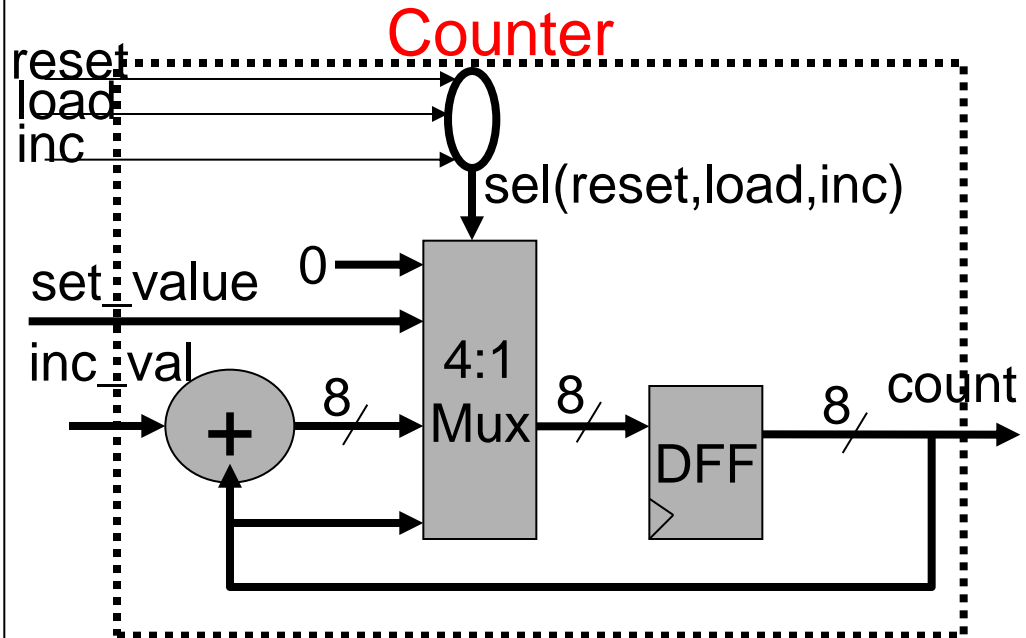 Counter
reset
load
inc
sel(reset,load,inc)
0
set_value
inc_val
+
8
4:1
Mux
8
DFF
8
count